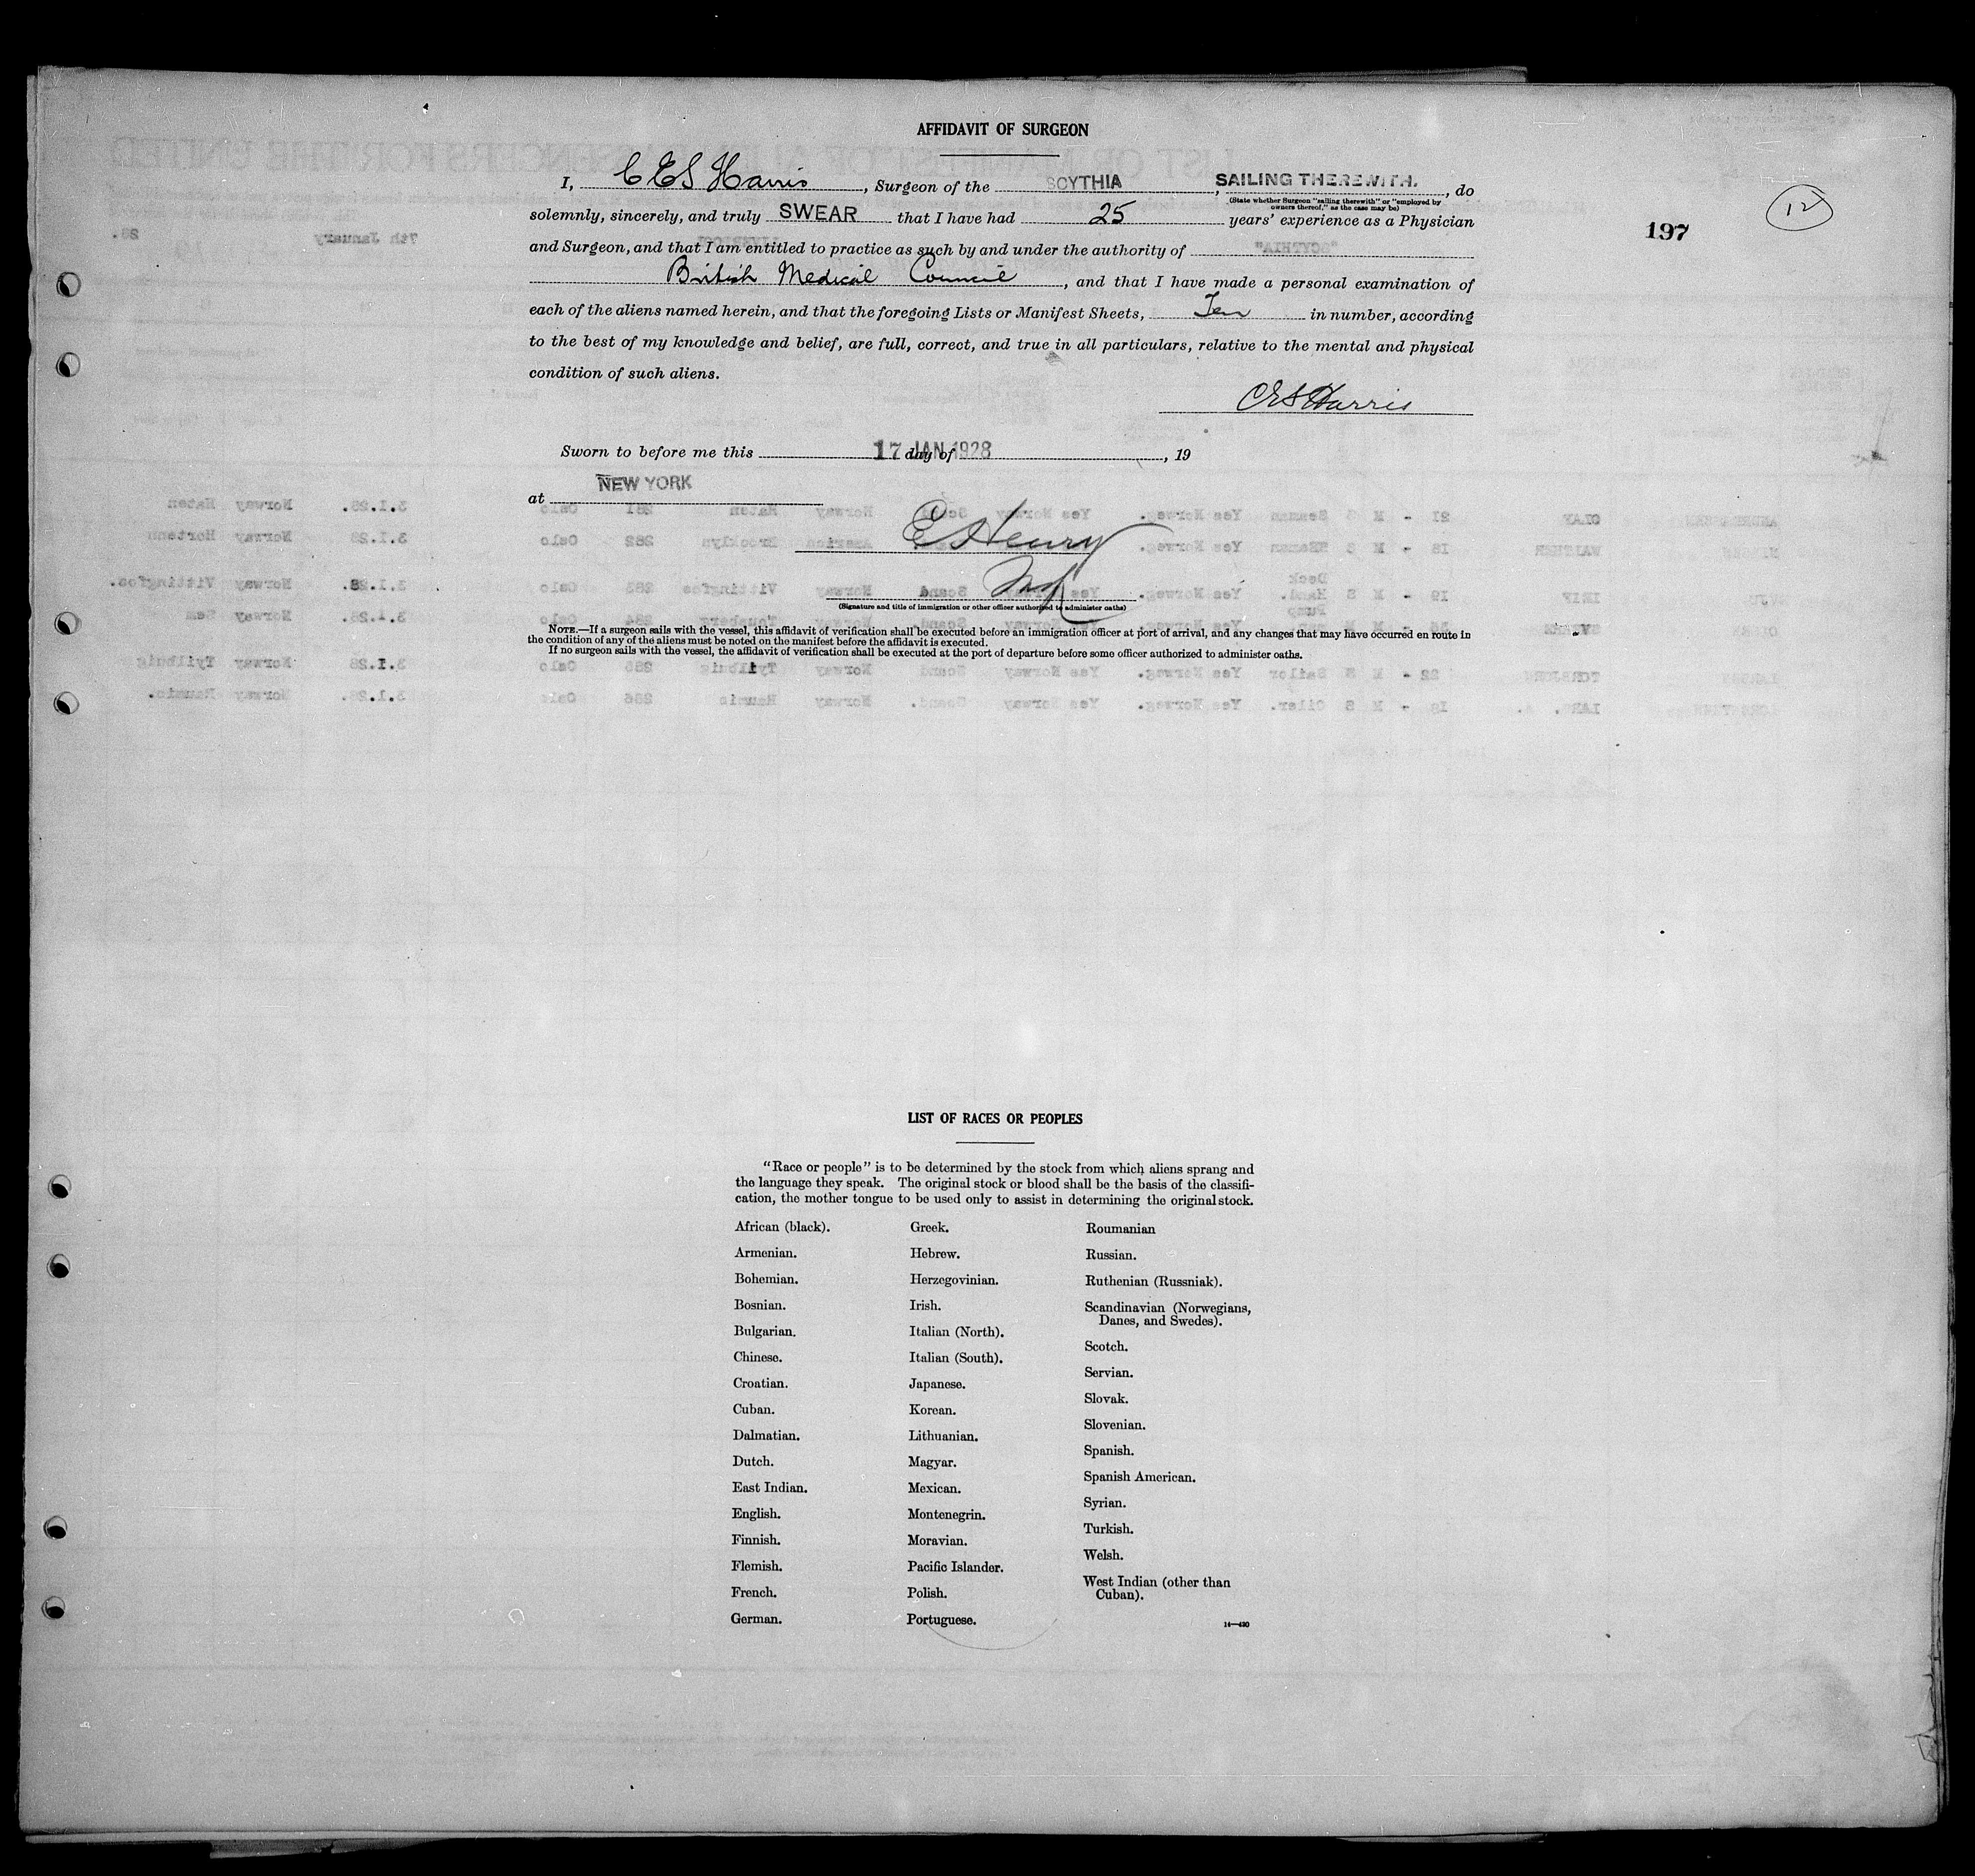 AFFIDAVIT OF SURGEON
I, C E S Harris, Surgeon of the SCYTHIA, SAILING THEREWITH., do
(State whether Surgeon "sailing therewith" or "employed by
owners thereof," as the case may be)
solemnly, sincerely, and truly SWEAR that I have had 25 years' experience as a Physician
and Surgeon, and that I am entitled to practice as such by and under the authority of
British Medical Council, and that I have made a personal examination of
each of the aliens named herein, and that the foregoing Lists or Manifest Sheets, Ten in number, according
to the best of my knowledge and belief, are full, correct, and true in all particulars, relative to the mental and physical
condition of such aliens.
C E S Harris
197
12
Sworn to before me this 17 JAN 1928 day of , 19
at NEW YORK
E Henry
(Signature and title of immigration or other officer authorized to administer oaths)
NOTE.—If a surgeon sails with the vessel, this affidavit of verification shall be executed before an immigration officer at port of arrival, and any changes that may have occurred en route in
the condition of any of the aliens must be noted on the manifest before the affidavit is executed.
If no surgeon sails with the vessel, the affidavit of verification shall be executed at the port of departure before some officer authorized to administer oaths.
LIST OF RACES OR PEOPLES
"Race or people" is to be determined by the stock from which aliens sprang and
the language they speak. The original stock or blood shall be the basis of the classifi-
cation, the mother tongue to be used only to assist in determining the original stock.
African (black).
Armenian.
Bohemian.
Bosnian.
Bulgarian.
Chinese.
Croatian.
Cuban.
Dalmatian.
Dutch.
East Indian.
English.
Finnish.
Flemish.
French.
German.
Greek.
Hebrew.
Herzegovinian.
Irish.
Italian (North).
Italian (South).
Japanese.
Korean.
Lithuanian.
Magyar.
Mexican.
Montenegrin.
Moravian.
Pacific Islander.
Polish.
Portuguese.
Roumanian
Russian.
Ruthenian (Russniak).
Scandinavian (Norwegians,
Danes, and Swedes).
Scotch.
Servian.
Slovak.
Slovenian.
Spanish.
Spanish American.
Syrian.
Turkish.
Welsh.
West Indian (other than
Cuban).
14—420